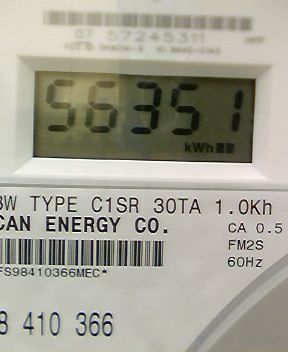 07 57245311
56351
kWh
3W TYPE C1SR 30TA 1.0Kh
CAN ENERGY CO.
CA 0.5
FM2S
60Hz
FS98410366MEC*
8 410 366